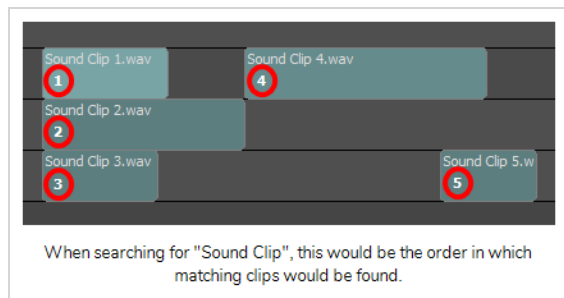 Sound Clip 1.wav
1
Sound Clip 4.wav
4
Sound Clip 2.wav
2
Sound Clip 3.wav
3
Sound Clip 5.w
5
When searching for "Sound Clip", this would be the order in which
matching clips would be found.